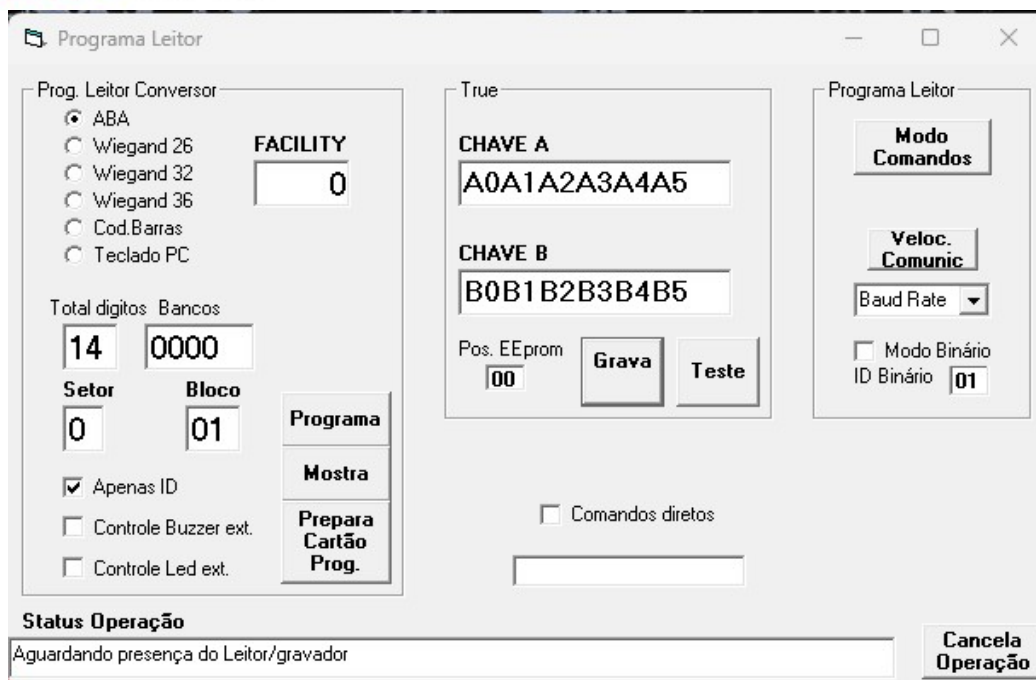 Programa Leitor
Prog. Leitor Conversor
ABA
Wiegand 26
Wiegand 32
Wiegand 36
Cod.Barras
Teclado PC
FACILITY
0
Total digitos Bancos
14 0000
Setor Bloco
0 01
Apenas ID
Controle Buzzer ext.
Controle Led ext.
Programa
Mostra
Prepara
Cartão
Prog.
True
CHAVE A
A0A1A2A3A4A5
CHAVE B
B0B1B2B3B4B5
Pos. EEprom
00
Grava
Teste
Comandos diretos
Programa Leitor
Modo
Comandos
Veloc.
Comunic
Baud Rate
Modo Binário
ID Binário 01
Status Operação
Aguardando presença do Leitor/gravador
Cancela
Operação